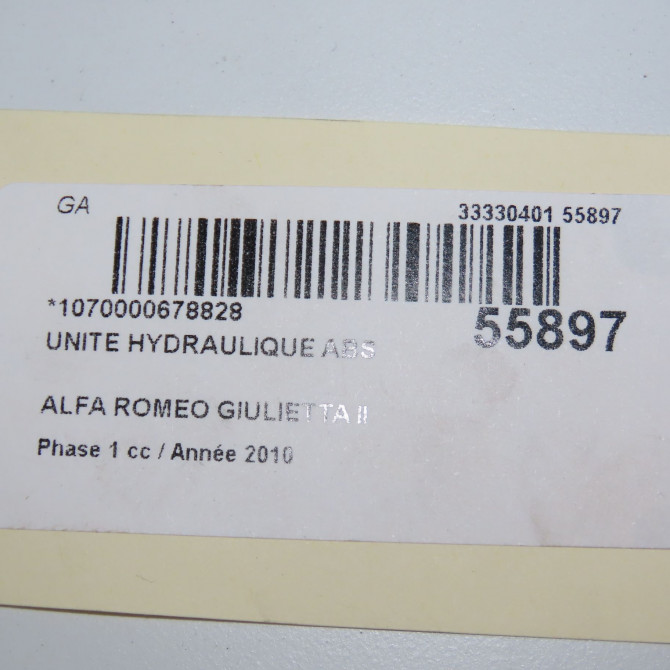 GA
33330401 55897
*1070000678828
55897
UNITE HYDRAULIQUE ABS
ALFA ROMEO GIULIETTA II
Phase 1 cc / Année 2010